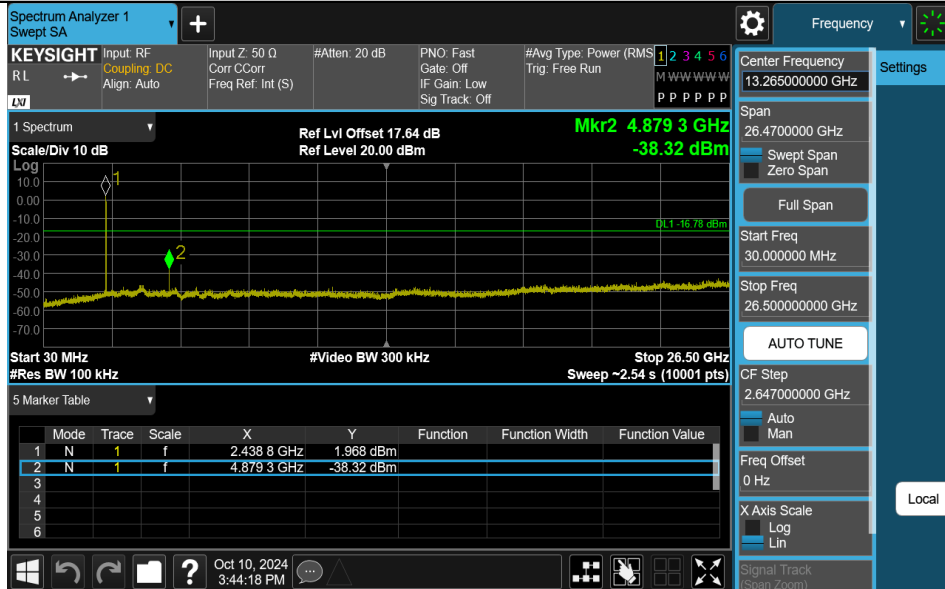 Spectrum Analyzer 1
Swept SA
+
Frequency
KEYSIGHT
R L
LXI
Input: RF
Coupling: DC
Align: Auto
Input Z: 50 Ω
Corr CCorr
Freq Ref: Int (S)
#Atten: 20 dB
PNO: Fast
Gate: Off
IF Gain: Low
Sig Track: Off
#Avg Type: Power (RMS
Trig: Free Run
1 2 3 4 5 6
M W W W W W
P P P P P P
1 Spectrum
Scale/Div 10 dB
Ref Lvl Offset 17.64 dB
Ref Level 20.00 dBm
Mkr2 4.879 3 GHz
-38.32 dBm
Log
10.0
0.00
-10.0
-20.0
-30.0
-40.0
-50.0
-60.0
-70.0
1
2
DL1 -16.78 dBm
Start 30 MHz
#Res BW 100 kHz
#Video BW 300 kHz
Stop 26.50 GHz
Sweep ~2.54 s (10001 pts)
5 Marker Table
Mode Trace Scale X Y Function Function Width Function Value
1 N 1 f 2.438 8 GHz 1.968 dBm
2 N 1 f 4.879 3 GHz -38.32 dBm
3
4
5
6
?
Oct 10, 2024
3:44:18 PM
Center Frequency
13.265000000 GHz
Span
26.4700000 GHz
Swept Span
Zero Span
Full Span
Start Freq
30.000000 MHz
Stop Freq
26.500000000 GHz
AUTO TUNE
CF Step
2.647000000 GHz
Auto
Man
Freq Offset
0 Hz
X Axis Scale
Log
Lin
Signal Track
(Span Zoom)
Settings
Local